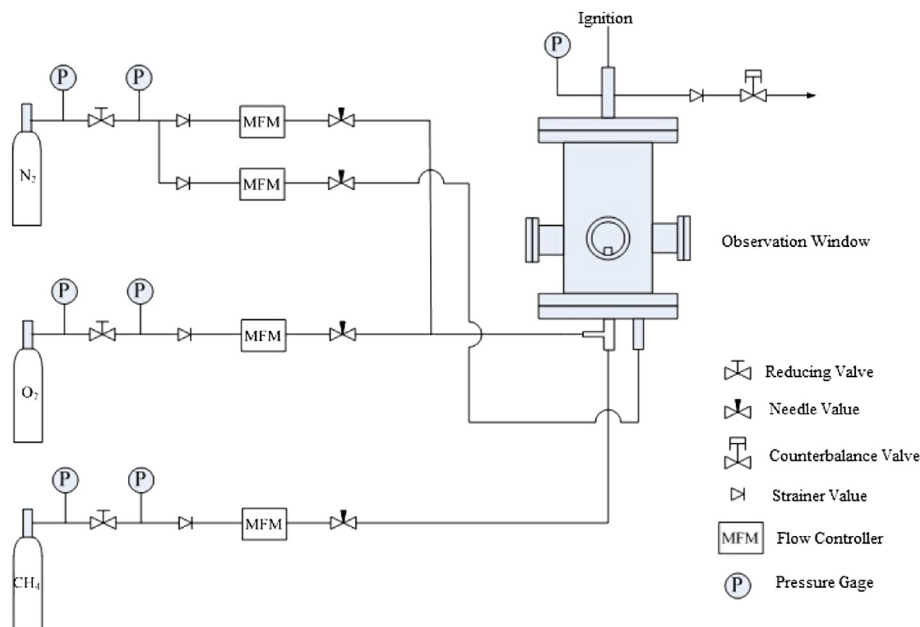 Ignition
P
P
P
MFM
N₂
MFM
Observation Window
P
P
MFM
O₂
Reducing Valve
Needle Value
Counterbalance Valve
P
P
Strainer Value
MFM
MFM Flow Controller
CH₄
P Pressure Gage